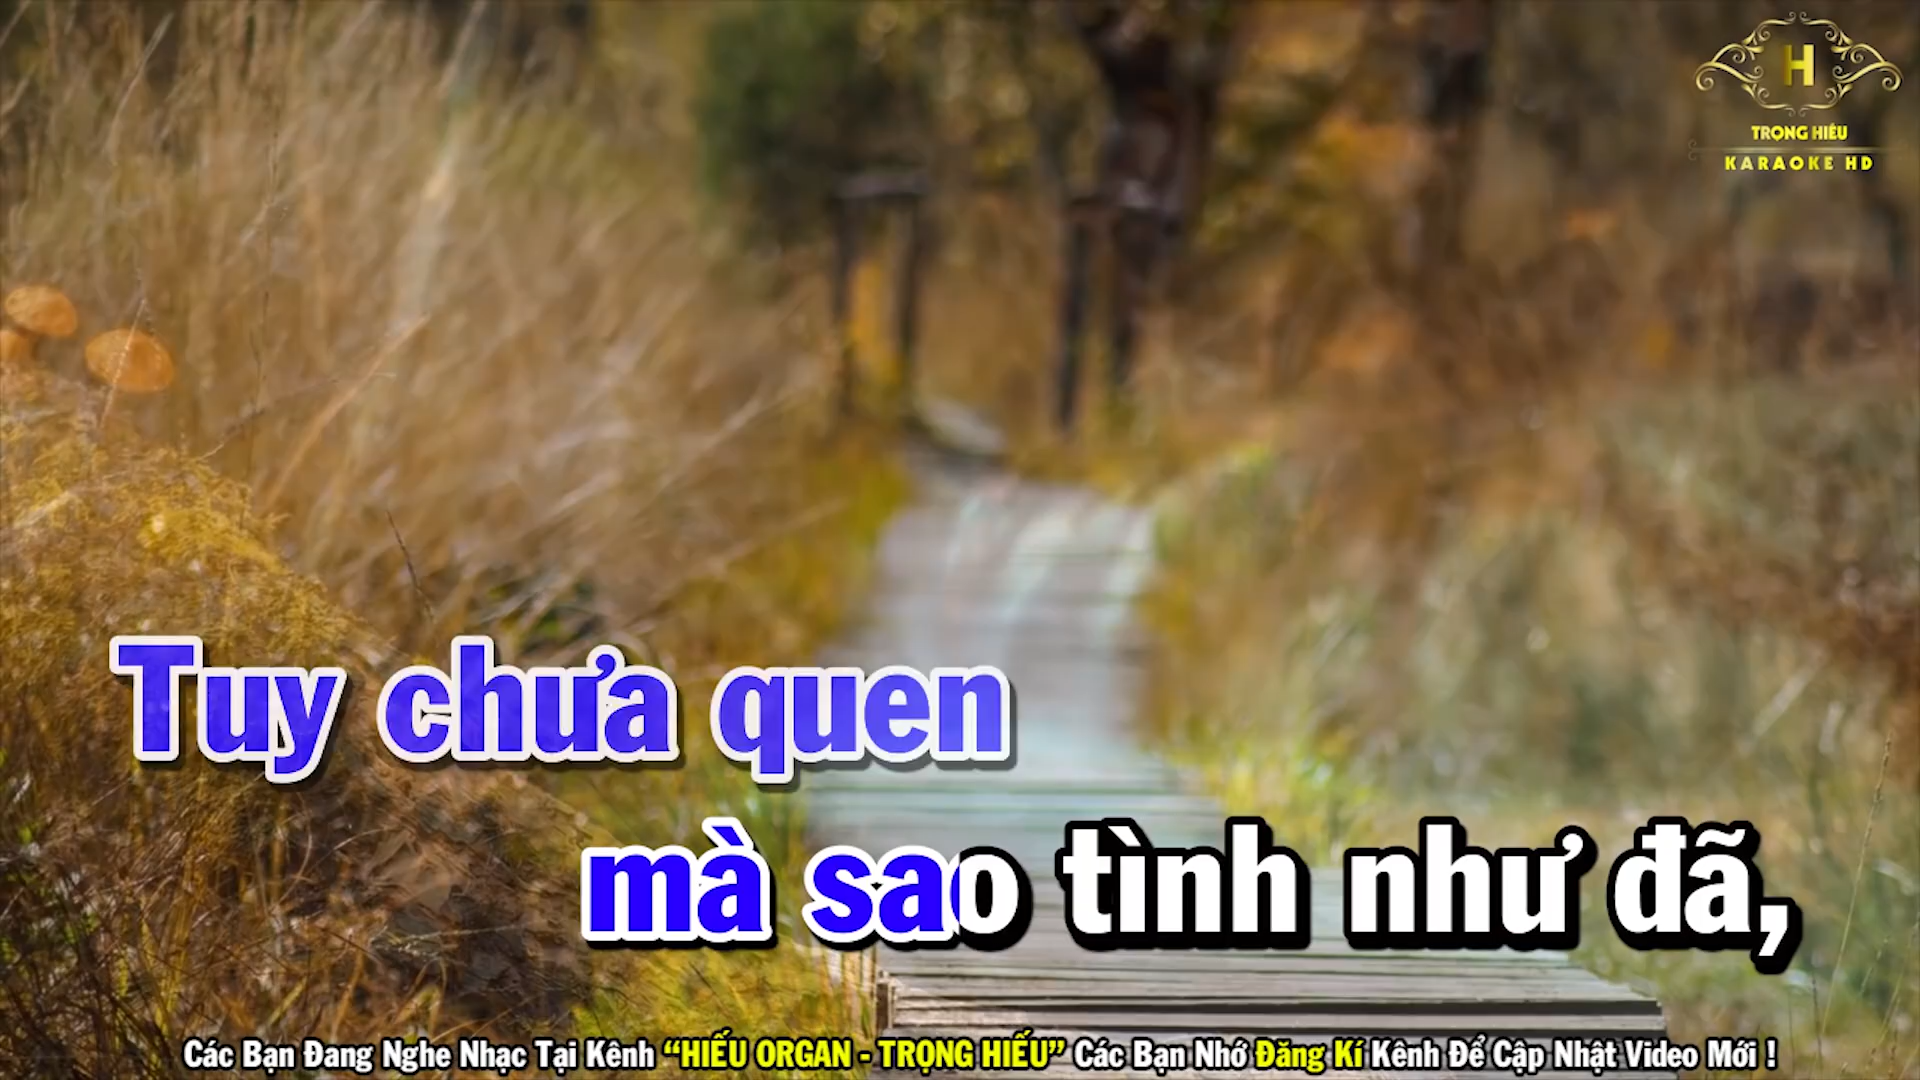 H
TRỌNG HIẾU
KARAOKE HD
Tuy chưa quen
mà sao tình như đã,
Các Bạn Đang Nghe Nhạc Tại Kênh “HIẾU ORGAN - TRỌNG HIẾU” Các Bạn Nhớ Đăng Kí Kênh Để Cập Nhật Video Mới !